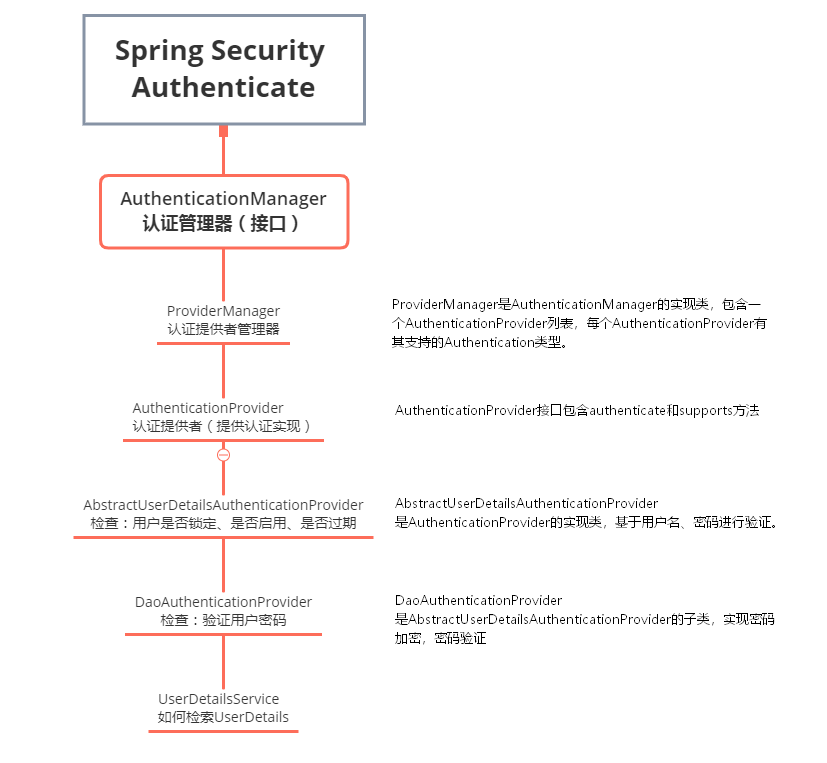 Spring Security
Authenticate
AuthenticationManager
认证管理器（接口）
ProviderManager
认证提供者管理器
ProviderManager是AuthenticationManager的实现类，包含一
个AuthenticationProvider列表，每个AuthenticationProvider有
其支持的Authentication类型。
AuthenticationProvider
认证提供者（提供认证实现）
AuthenticationProvider接口包含authenticate和supports方法
AbstractUserDetailsAuthenticationProvider
检查：用户是否锁定、是否启用、是否过期
AbstractUserDetailsAuthenticationProvider
是AuthenticationProvider的实现类，基于用户名、密码进行验证。
DaoAuthenticationProvider
检查：验证用户密码
DaoAuthenticationProvider
是AbstractUserDetailsAuthenticationProvider的子类，实现密码
加密，密码验证
UserDetailsService
如何检索UserDetails